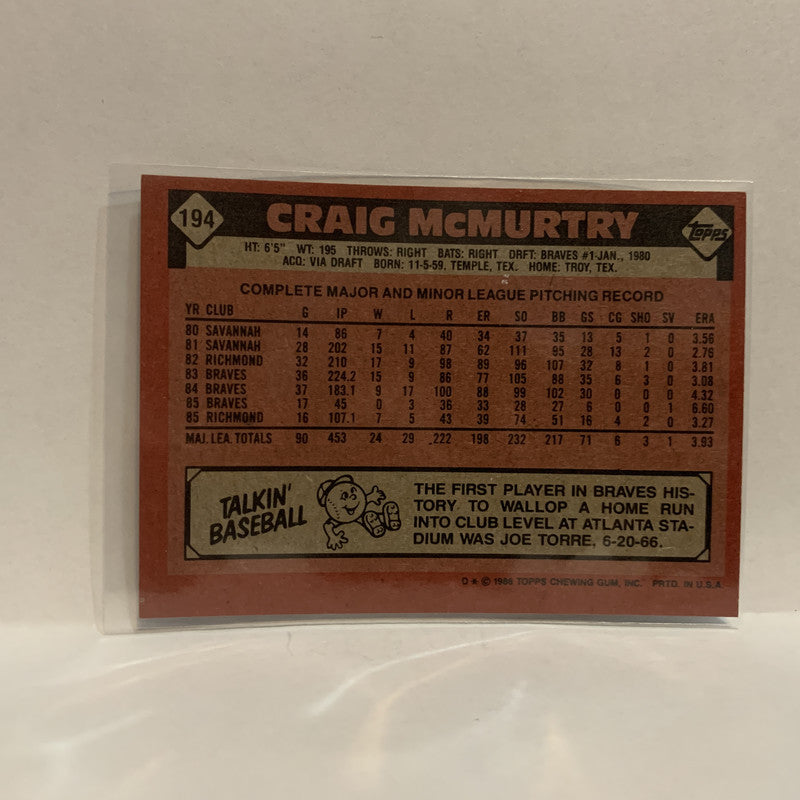 194 CRAIG McMURTRY topps
HT: 6'5" WT: 195 THROWS: RIGHT BATS: RIGHT DRFT: BRAVES #1-JAN., 1980
ACQ: VIA DRAFT BORN: 11-5-59, TEMPLE, TEX. HOME: TROY, TEX.
COMPLETE MAJOR AND MINOR LEAGUE PITCHING RECORD
YR CLUB G IP W L R ER SO BB GS CG SHO SV ERA
80 SAVANNAH 14 86 7 4 40 34 37 35 13 5 1 0 3.56
81 SAVANNAH 28 202 15 11 87 62 111 95 28 13 2 0 2.76
82 RICHMOND 32 210 17 9 98 89 96 107 32 8 1 0 3.81
83 BRAVES 36 224.2 15 9 86 77 105 88 35 6 3 0 3.08
84 BRAVES 37 183.1 9 17 100 88 99 102 30 0 0 0 4.32
85 BRAVES 17 45 0 3 36 33 28 27 6 0 0 1 6.60
85 RICHMOND 16 107.1 7 5 43 39 74 51 16 4 2 0 3.27
MAJ. LEA. TOTALS 90 453 24 29 222 198 232 217 71 6 3 1 3.93
TALKIN'
BASEBALL
THE FIRST PLAYER IN BRAVES HIS-
TORY TO WALLOP A HOME RUN
INTO CLUB LEVEL AT ATLANTA STA-
DIUM WAS JOE TORRE, 6-20-66.
D * © 1986 TOPPS CHEWING GUM, INC. PRTD. IN U.S.A.